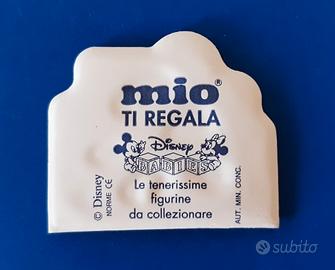 mio®
TI REGALA
Disney
BABIES
Le tenerissime
figurine
da collezionare
© Disney
NORME CE
AUT. MIN. CONC.
subito